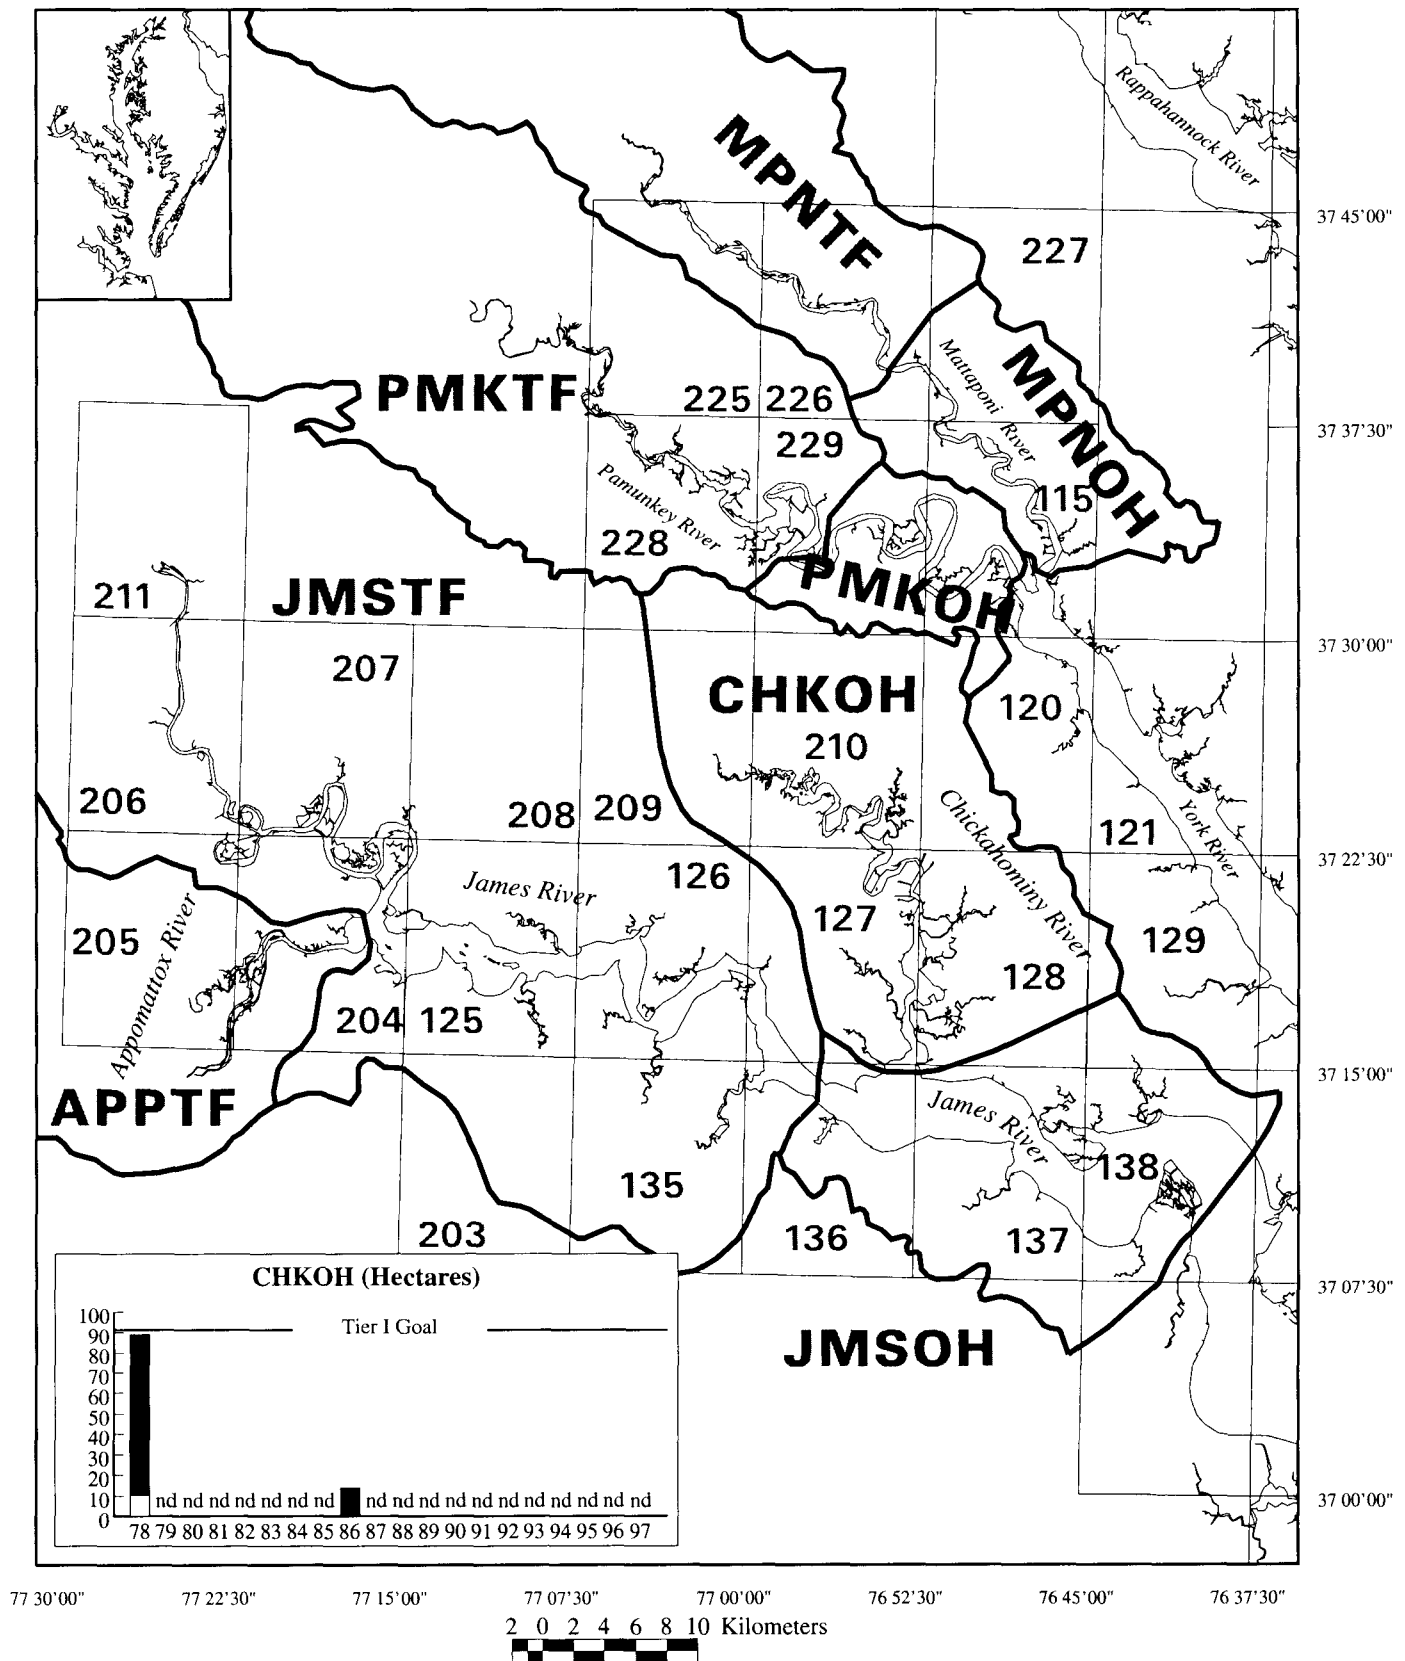 Rappahannock River
MPNTF
37 45'00"
227
Mattaponi River
MPNOH
PMKTF
225 226
37 37'30"
229
115
Pamunkey River
228
PMKOH
211
JMSTF
37 30'00"
207
CHKOH
120
210
206
208 209
Chickahominy River
121
York River
37 22'30"
126
James River
127
205
Appomattox River
129
128
204 125
37 15'00"
APPTF
James River
138
135
203
136
137
37 07'30"
JMSOH
CHKOH (Hectares)
Tier I Goal
100
90
80
70
60
50
40
30
20
10
0
nd nd nd nd nd nd nd nd nd nd nd nd nd nd nd nd nd nd
78 79 80 81 82 83 84 85 86 87 88 89 90 91 92 93 94 95 96 97
37 00'00"
77 30'00" 77 22'30" 77 15'00" 77 07'30" 77 00'00" 76 52'30" 76 45'00" 76 37'30"
2 0 2 4 6 8 10 Kilometers